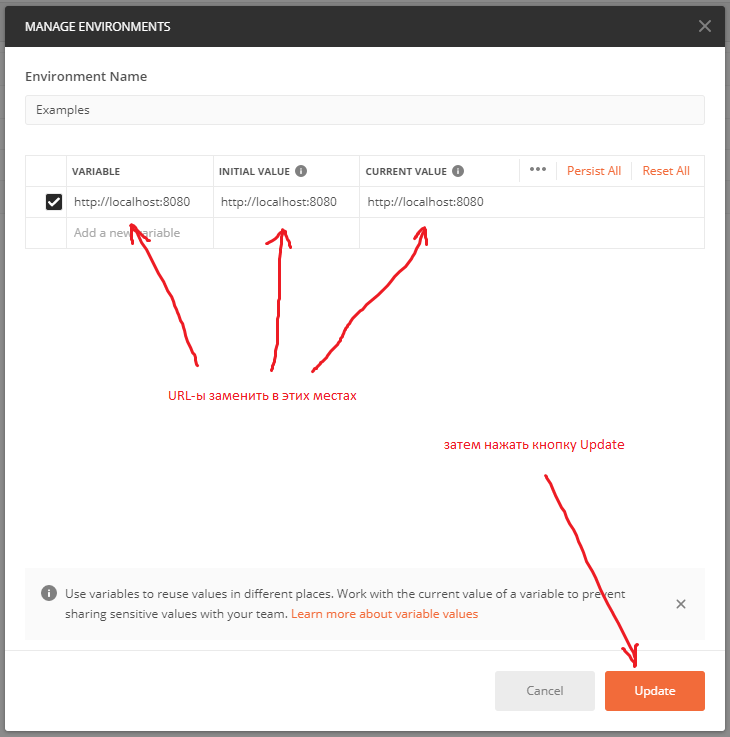 MANAGE ENVIRONMENTS
Environment Name
Examples
VARIABLE INITIAL VALUE CURRENT VALUE ••• Persist All Reset All
http://localhost:8080 http://localhost:8080 http://localhost:8080
Add a new variable
URL-ы заменить в этих местах
затем нажать кнопку Update
Use variables to reuse values in different places. Work with the current value of a variable to prevent
sharing sensitive values with your team. Learn more about variable values
Cancel Update